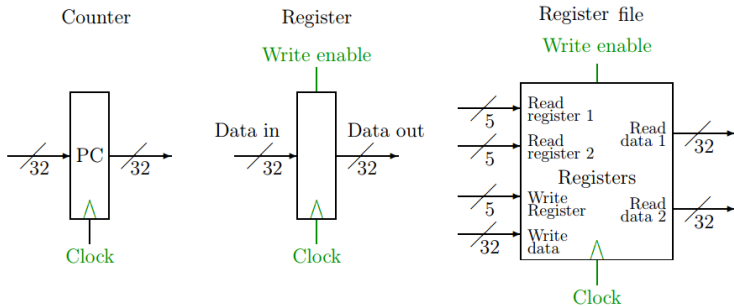 Counter
32
PC
32
Clock
Register
Write enable
Data in
32
Data out
32
Clock
Register file
Write enable
5
Read
register 1
5
Read
register 2
Registers
5
Write
Register
32
Write
data
Read
data 1
32
Read
data 2
32
Clock